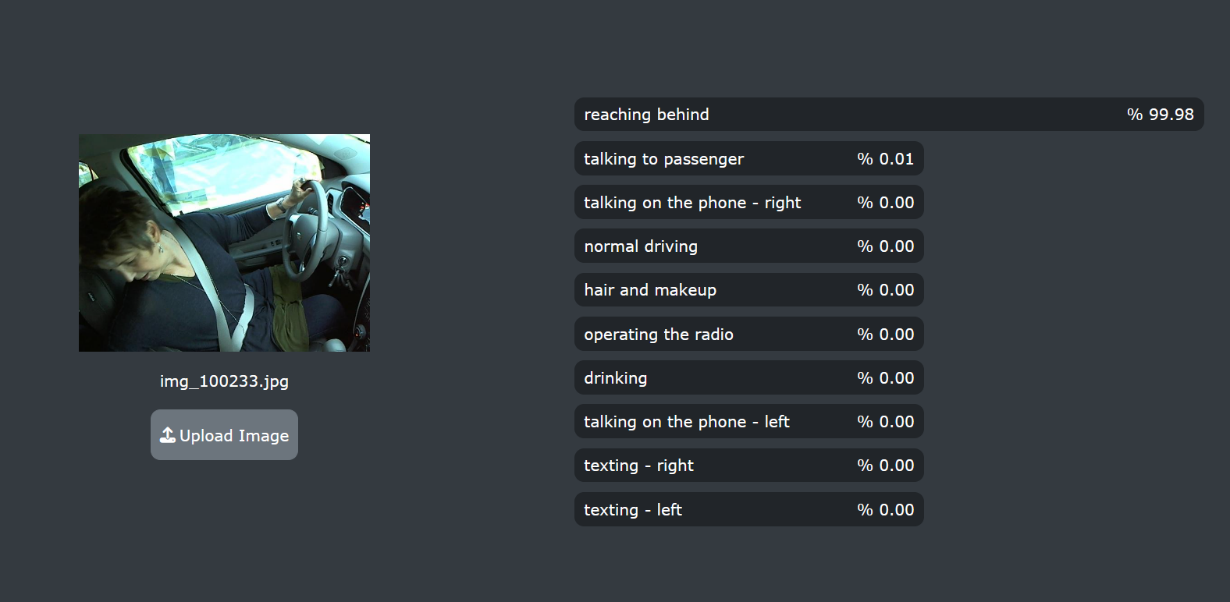 reaching behind % 99.98
talking to passenger % 0.01
talking on the phone - right % 0.00
normal driving % 0.00
hair and makeup % 0.00
operating the radio % 0.00
drinking % 0.00
talking on the phone - left % 0.00
texting - right % 0.00
texting - left % 0.00
img_100233.jpg
Upload Image